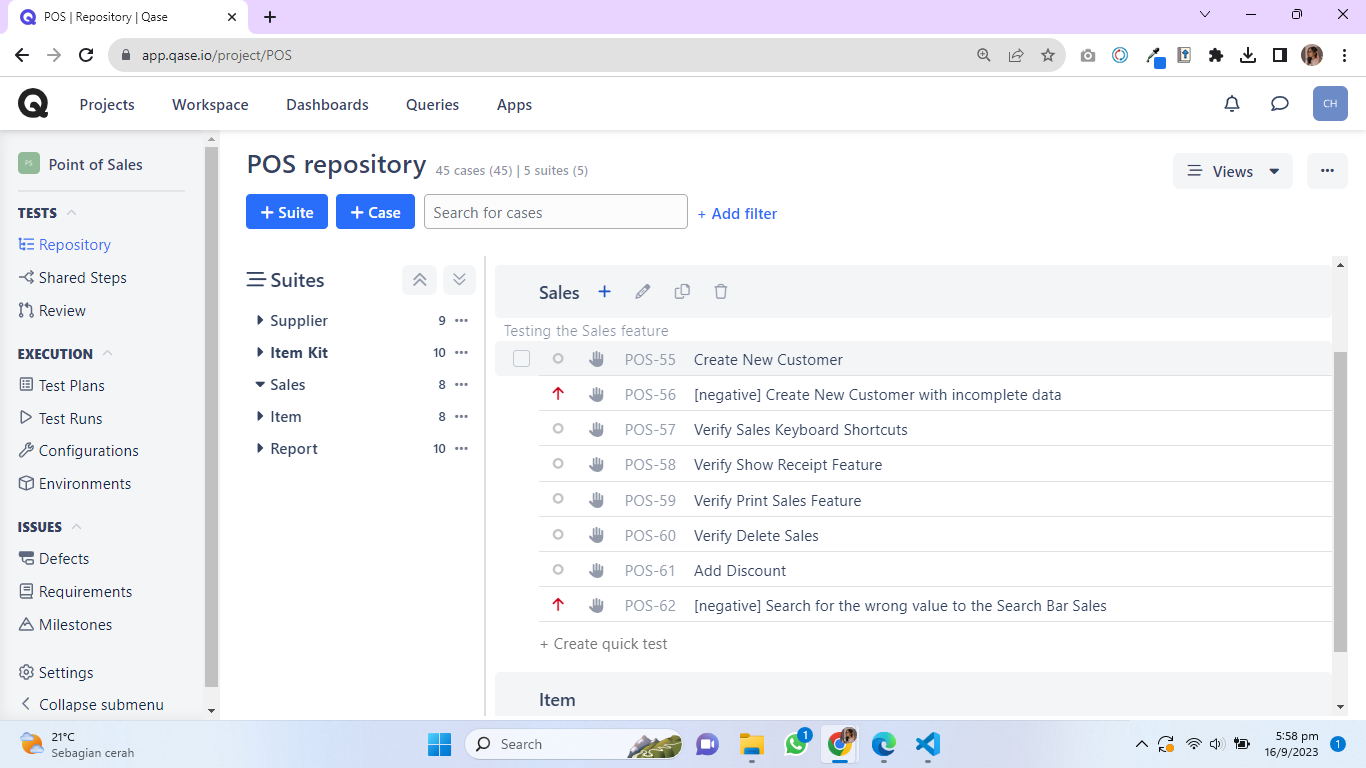 POS | Repository | Qase
app.qase.io/project/POS
Projects
Workspace
Dashboards
Queries
Apps
CH
PS
Point of Sales
TESTS
Repository
Shared Steps
Review
EXECUTION
Test Plans
Test Runs
Configurations
Environments
ISSUES
Defects
Requirements
Milestones
Settings
Collapse submenu
POS repository 45 cases (45) | 5 suites (5)
Views
+ Suite
+ Case
Search for cases
+ Add filter
Suites
Supplier 9
Item Kit 10
Sales 8
Item 8
Report 10
Sales
Testing the Sales feature
POS-55 Create New Customer
POS-56 [negative] Create New Customer with incomplete data
POS-57 Verify Sales Keyboard Shortcuts
POS-58 Verify Show Receipt Feature
POS-59 Verify Print Sales Feature
POS-60 Verify Delete Sales
POS-61 Add Discount
POS-62 [negative] Search for the wrong value to the Search Bar Sales
+ Create quick test
Item
21°C
Sebagian cerah
Search
1
5:58 pm
16/9/2023
1